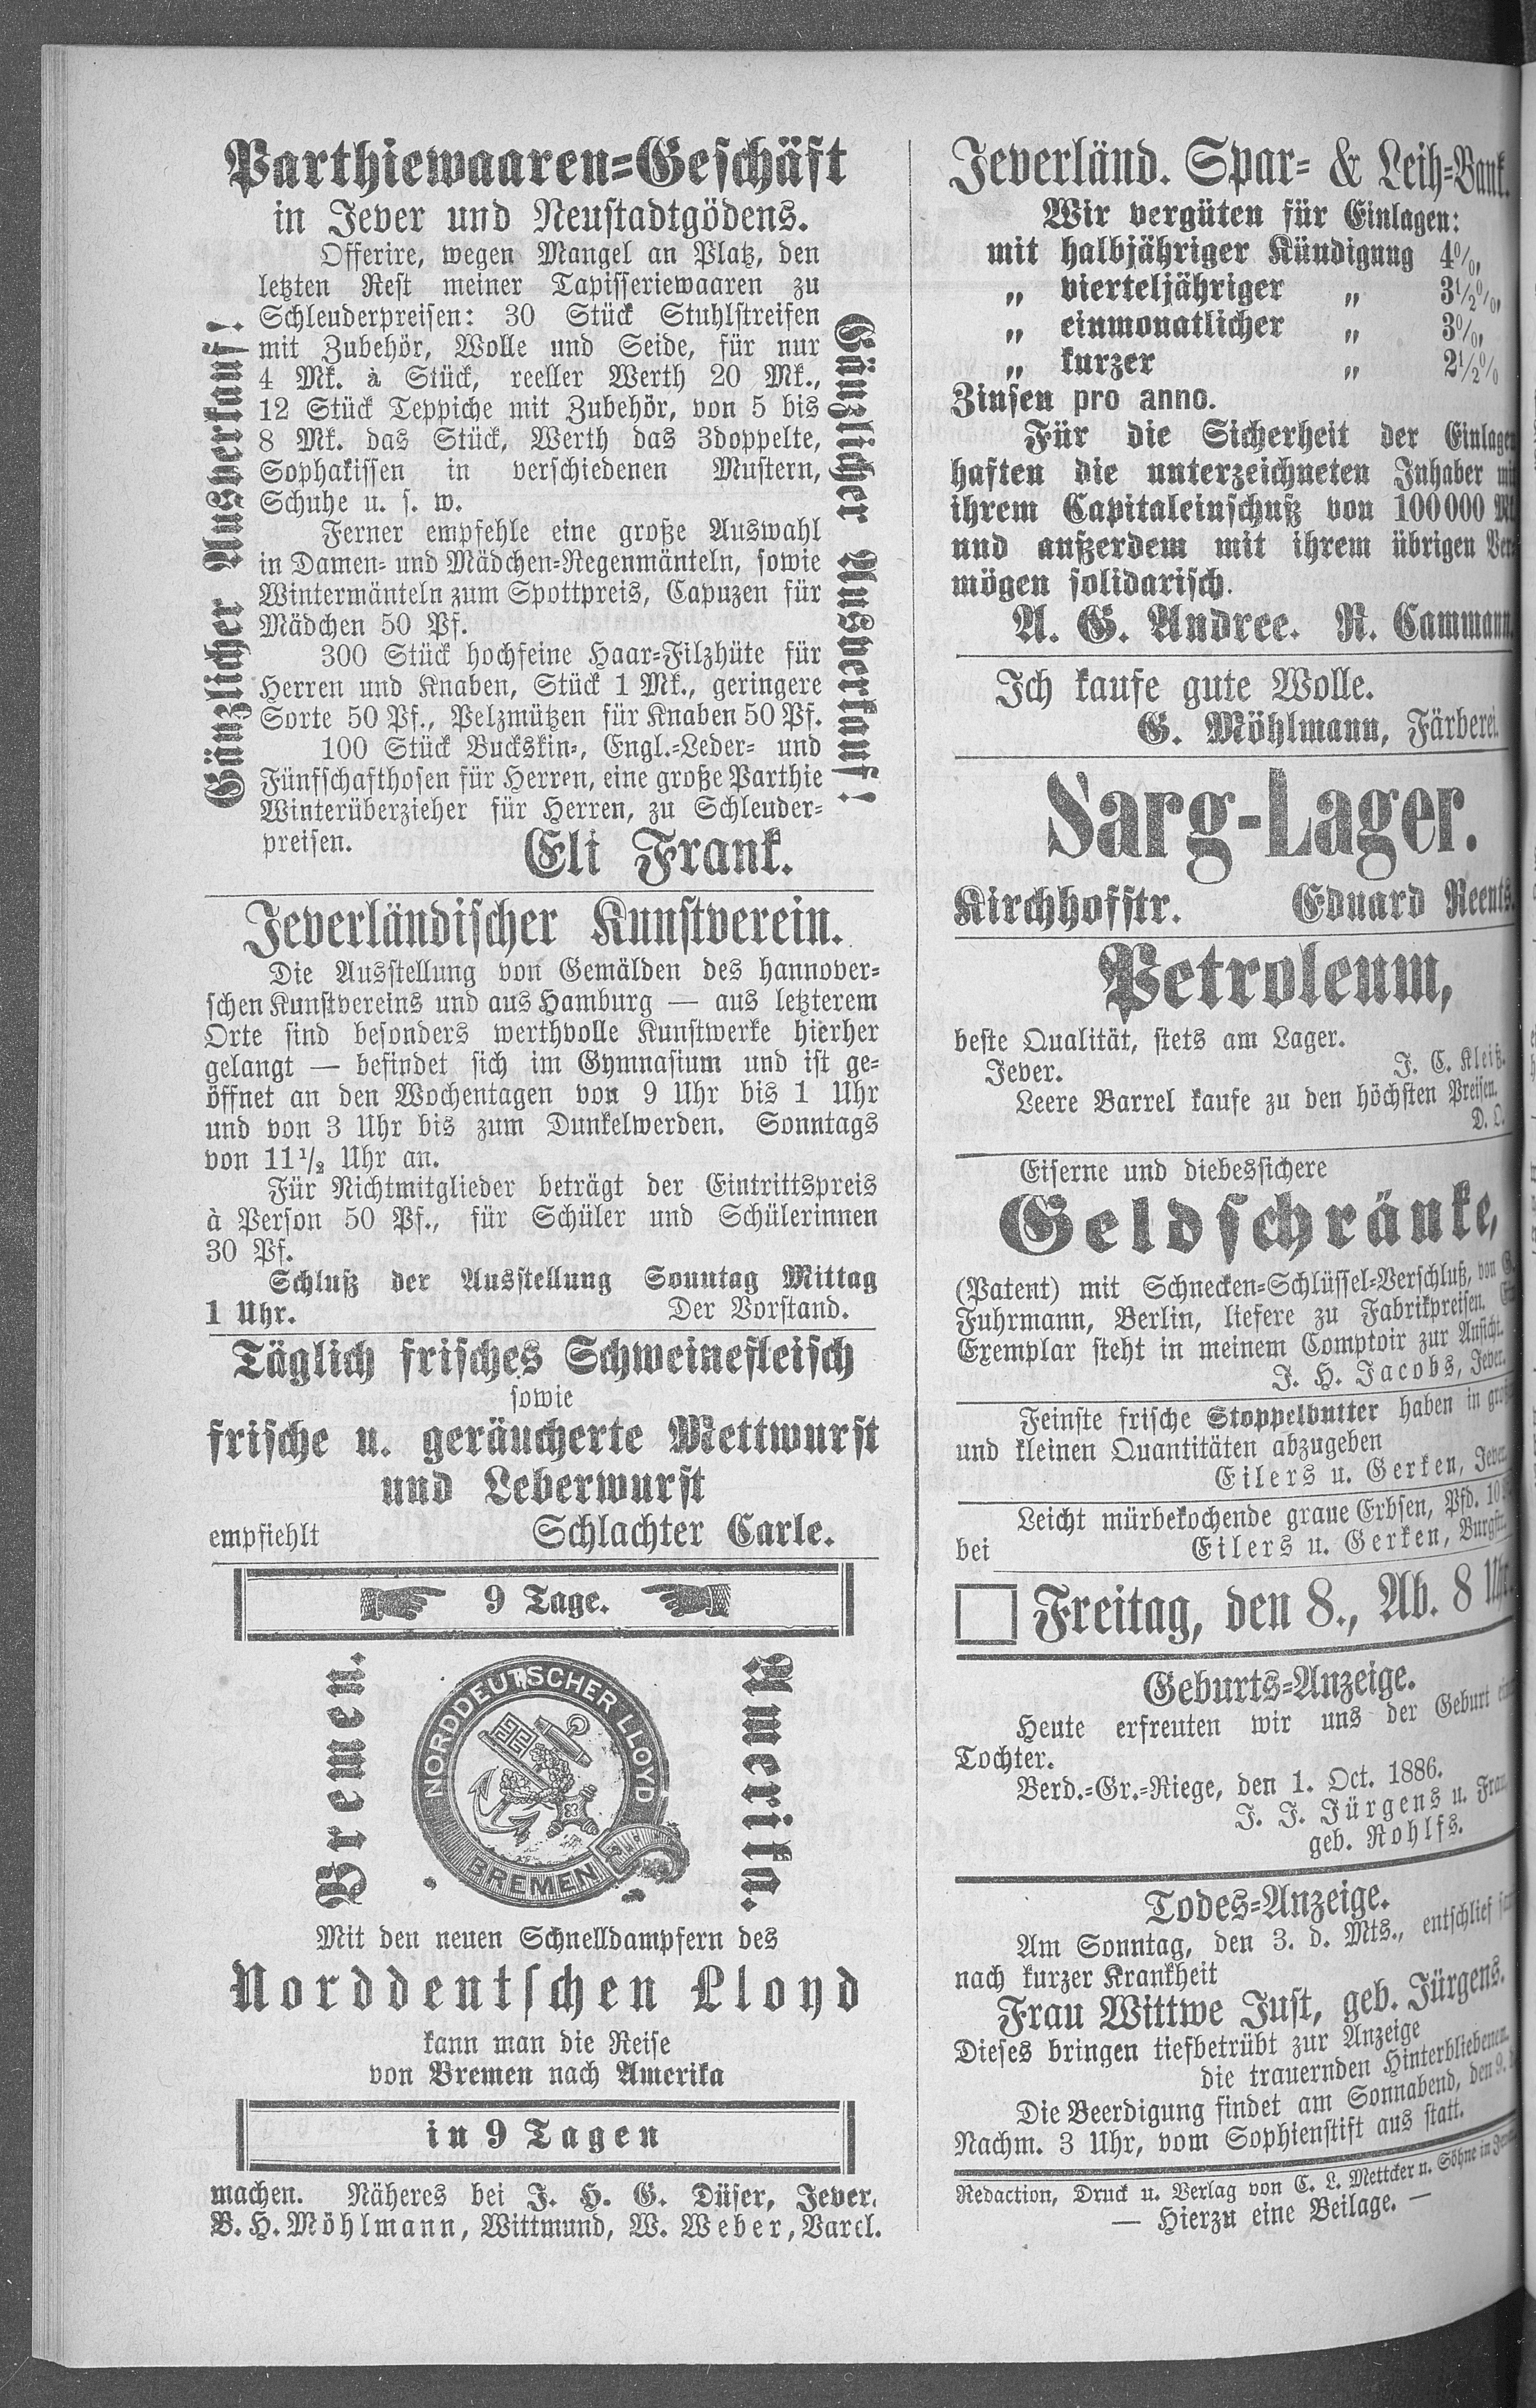 Parthiewaaren-Geschäft
in Jever und Neustadtgödens.
Gänzlicher Ausverkauf!
Offerire, wegen Mangel an Platz, den
letzten Rest meiner Tapisseriewaaren zu
Schleuderpreisen: 30 Stück Stuhlstreifen
mit Zubehör, Wolle und Seide, für nur
4 Mk. à Stück, reeller Werth 20 Mk.,
12 Stück Teppiche mit Zubehör, von 5 bis
8 Mk. das Stück, Werth das 3doppelte,
Sophakissen in verschiedenen Mustern,
Schuhe u. s. w.
Ferner empfehle eine große Auswahl
in Damen- und Mädchen-Regenmänteln, sowie
Wintermänteln zum Spottpreis, Capuzen für
Mädchen 50 Pf.
300 Stück hochfeine Haar-Filzhüte für
Herren und Knaben, Stück 1 Mk., geringere
Sorte 50 Pf., Pelzmützen für Knaben 50 Pf.
100 Stück Buckskin-, Engl.-Leder- und
Fünfschafthosen für Herren, eine große Parthie
Winterüberzieher für Herren, zu Schleuder-
preisen.
Eli Frank.
Gänzlicher Ausverkauf!
Jeverländischer Kunstverein.
Die Ausstellung von Gemälden des hannover-
schen Kunstvereins und aus Hamburg — aus letzterem
Orte sind besonders werthvolle Kunstwerke hierher
gelangt — befindet sich im Gymnasium und ist ge-
öffnet an den Wochentagen von 9 Uhr bis 1 Uhr
und von 3 Uhr bis zum Dunkelwerden. Sonntags
von 11½ Uhr an.
Für Nichtmitglieder beträgt der Eintrittspreis
à Person 50 Pf., für Schüler und Schülerinnen
30 Pf.
Schluß der Ausstellung Sonntag Mittag
1 Uhr. Der Vorstand.
Täglich frisches Schweinefleisch
sowie
frische u. geräucherte Mettwurst
und Leberwurst
empfiehlt Schlachter Carle.
9 Tage.
Bremen.
NORDDEUTSCHER LLOYD
BREMEN
Amerika.
Mit den neuen Schnelldampfern des
Norddeutschen Lloyd
kann man die Reise
von Bremen nach Amerika
in 9 Tagen
machen. Näheres bei J. H. G. Düser, Jever.
B. H. Möhlmann, Wittmund, W. Weber, Varel.
Jeverländ. Spar- & Leih-Bank.
Wir vergüten für Einlagen:
mit halbjähriger Kündigung 4%,
„ vierteljähriger „ 3½%,
„ einmonatlicher „ 3%,
„ kurzer „ 2½%
Zinsen pro anno.
Für die Sicherheit der Einlagen
haften die unterzeichneten Inhaber mit
ihrem Capitaleinschuß von 100000
und außerdem mit ihrem übrigen Ver-
mögen solidarisch.
A. G. Andree. R. Cammann.
Ich kaufe gute Wolle.
G. Möhlmann, Färberei.
Sarg-Lager.
Kirchhofstr. Eduard Reents.
Petroleum,
beste Qualität, stets am Lager.
Jever. J. C. Kleiß.
Leere Barrel kaufe zu den höchsten Preisen.
D. O.
Eiserne und diebessichere
Geldschränke,
(Patent) mit Schnecken-Schlüssel-Verschluß, von
Fuhrmann, Berlin, liefere zu Fabrikpreisen.
Exemplar steht in meinem Comptoir zur Ansicht.
J. H. Jacobs, Jever.
Feinste frische Stoppelbutter haben in
und kleinen Quantitäten abzugeben
Eilers u. Gerken, Jever.
Leicht mürbekochende graue Erbsen, Pfd. 10
bei Eilers u. Gerken,
Freitag, den 8., Ab. 8 Uhr.
Geburts-Anzeige.
Heute erfreuten wir uns der Geburt
Tochter.
Berd.-Gr.-Riege, den 1. Oct. 1886.
J. J. Jürgens u. Frau,
geb. Rohlfs.
Todes-Anzeige.
Am Sonntag, den 3. d. Mts., entschlief
nach kurzer Krankheit
Frau Wittwe Just, geb. Jürgens.
Dieses bringen tiefbetrübt zur Anzeige
die trauernden Hinterbliebenen.
Die Beerdigung findet am Sonnabend, den 9.
Nachm. 3 Uhr, vom Sophienstift aus statt.
Redaction, Druck u. Verlag von C. L. Mettcker u. Söhne in
— Hierzu eine Beilage. —